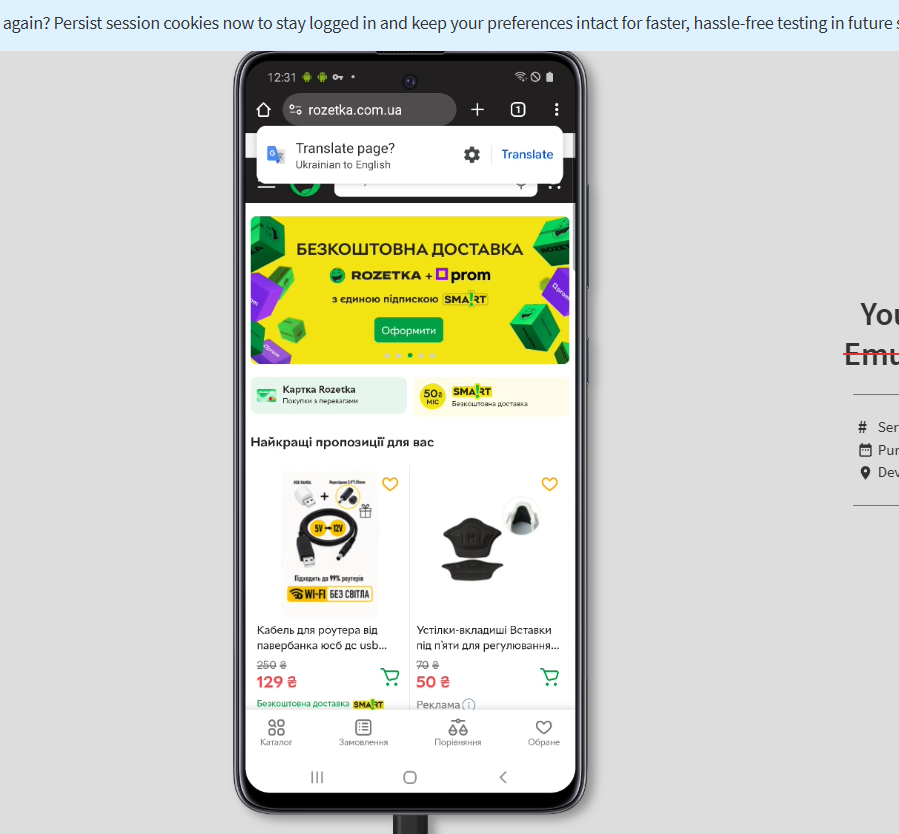 again? Persist session cookies now to stay logged in and keep your preferences intact for faster, hassle-free testing in future
12:31
rozetka.com.ua
1
Translate page?
Ukrainian to English
Translate
БЕЗКОШТОВНА ДОСТАВКА
ROZETKA + prom
з єдиною підпискою SMART
Оформити
Картка Rozetka
Покупки з перевагами
50₴
МІС
SMART
Безкоштовна доставка
Найкращі пропозиції для вас
5V 12V
Підходить до 99% роутерів
WI-FI БЕЗ СВІТЛА
Кабель для роутера від
павербанка юсб дс usb...
250 ₴
129 ₴
Безкоштовна доставка SMART
Устілки-вкладиші Вставки
під п'яти для регулювання...
70 ₴
50 ₴
Реклама
Каталог
Замовлення
Порівняння
Обране
You
Emu
# Ser
Pur
Dev